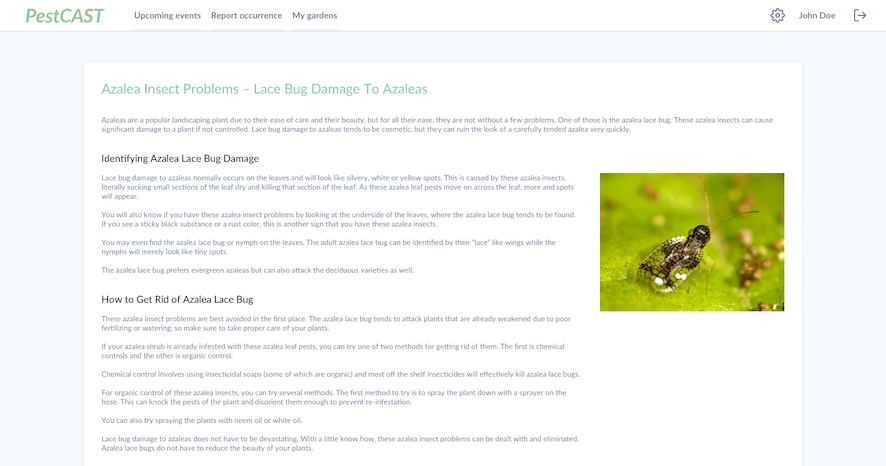 PestCAST
Upcoming events Report occurrence My gardens
John Doe
Azalea Insect Problems – Lace Bug Damage To Azaleas
Azaleas are a popular landscaping plant due to their ease of care and their beauty, but for all their ease, they are not without a few problems. One of those is the azalea lace bug. These azalea insects can cause
significant damage to a plant if not controlled. Lace bug damage to azaleas tends to be cosmetic, but they can ruin the look of a carefully tended azalea very quickly.
Identifying Azalea Lace Bug Damage
Lace bug damage to azaleas normally occurs on the leaves and will look like silvery, white or yellow spots. This is caused by these azalea insects,
literally sucking small sections of the leaf dry and killing that section of the leaf. As these azalea leaf pests move on across the leaf, more and spots
will appear.
You will also know if you have these azalea insect problems by looking at the underside of the leaves, where the azalea lace bug tends to be found.
If you see a sticky black substance or a rust color, this is another sign that you have these azalea insects.
You may even find the azalea lace bug or nymph on the leaves. The adult azalea lace bug can be identified by their "lace" like wings while the
nymphs will merely look like tiny spots.
The azalea lace bug prefers evergreen azaleas but can also attack the deciduous varieties as well.
How to Get Rid of Azalea Lace Bug
These azalea insect problems are best avoided in the first place. The azalea lace bug tends to attack plants that are already weakened due to poor
fertilizing or watering, so make sure to take proper care of your plants.
If your azalea shrub is already infested with these azalea leaf pests, you can try one of two methods for getting rid of them. The first is chemical
controls and the other is organic control.
Chemical control involves using insecticidal soaps (some of which are organic) and most off the shelf insecticides will effectively kill azalea lace bugs.
For organic control of these azalea insects, you can try several methods. The first method to try is to spray the plant down with a sprayer on the
hose. This can knock the pests of the plant and disorient them enough to prevent re-infestation.
You can also try spraying the plants with neem oil or white oil.
Lace bug damage to azaleas does not have to be devastating. With a little know how, these azalea insect problems can be dealt with and eliminated.
Azalea lace bugs do not have to reduce the beauty of your plants.